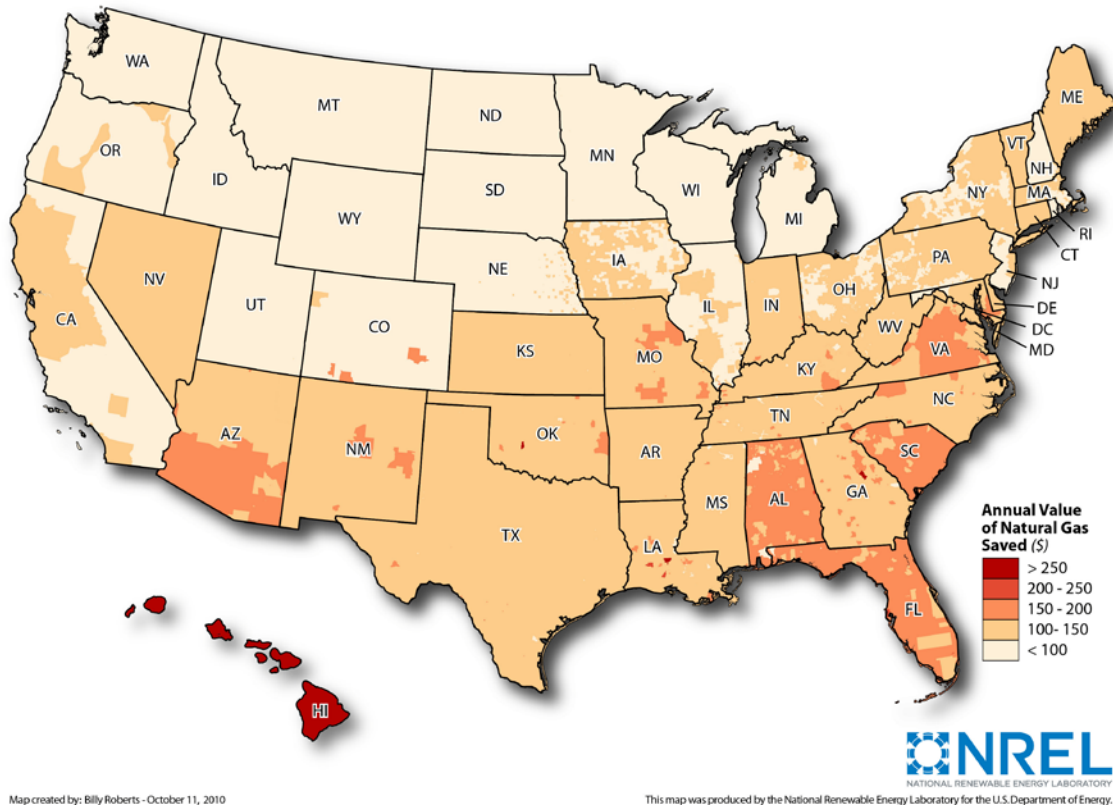 WA
MT
ND
MN
ME
OR
ID
SD
WI
VT
NH
WY
MI
NY
MA
RI
CT
NE
IA
PA
NJ
NV
UT
CO
IL
IN
OH
DE
DC
MD
CA
KS
MO
WV
VA
KY
AZ
NM
OK
AR
TN
NC
TX
LA
MS
AL
GA
SC
FL
HI
Annual Value
of Natural Gas
Saved ($)
> 250
200 - 250
150 - 200
100- 150
< 100
NREL
NATIONAL RENEWABLE ENERGY LABORATORY
Map created by: Billy Roberts - October 11, 2010
This map was produced by the National Renewable Energy Laboratory for the U.S. Department of Energy.